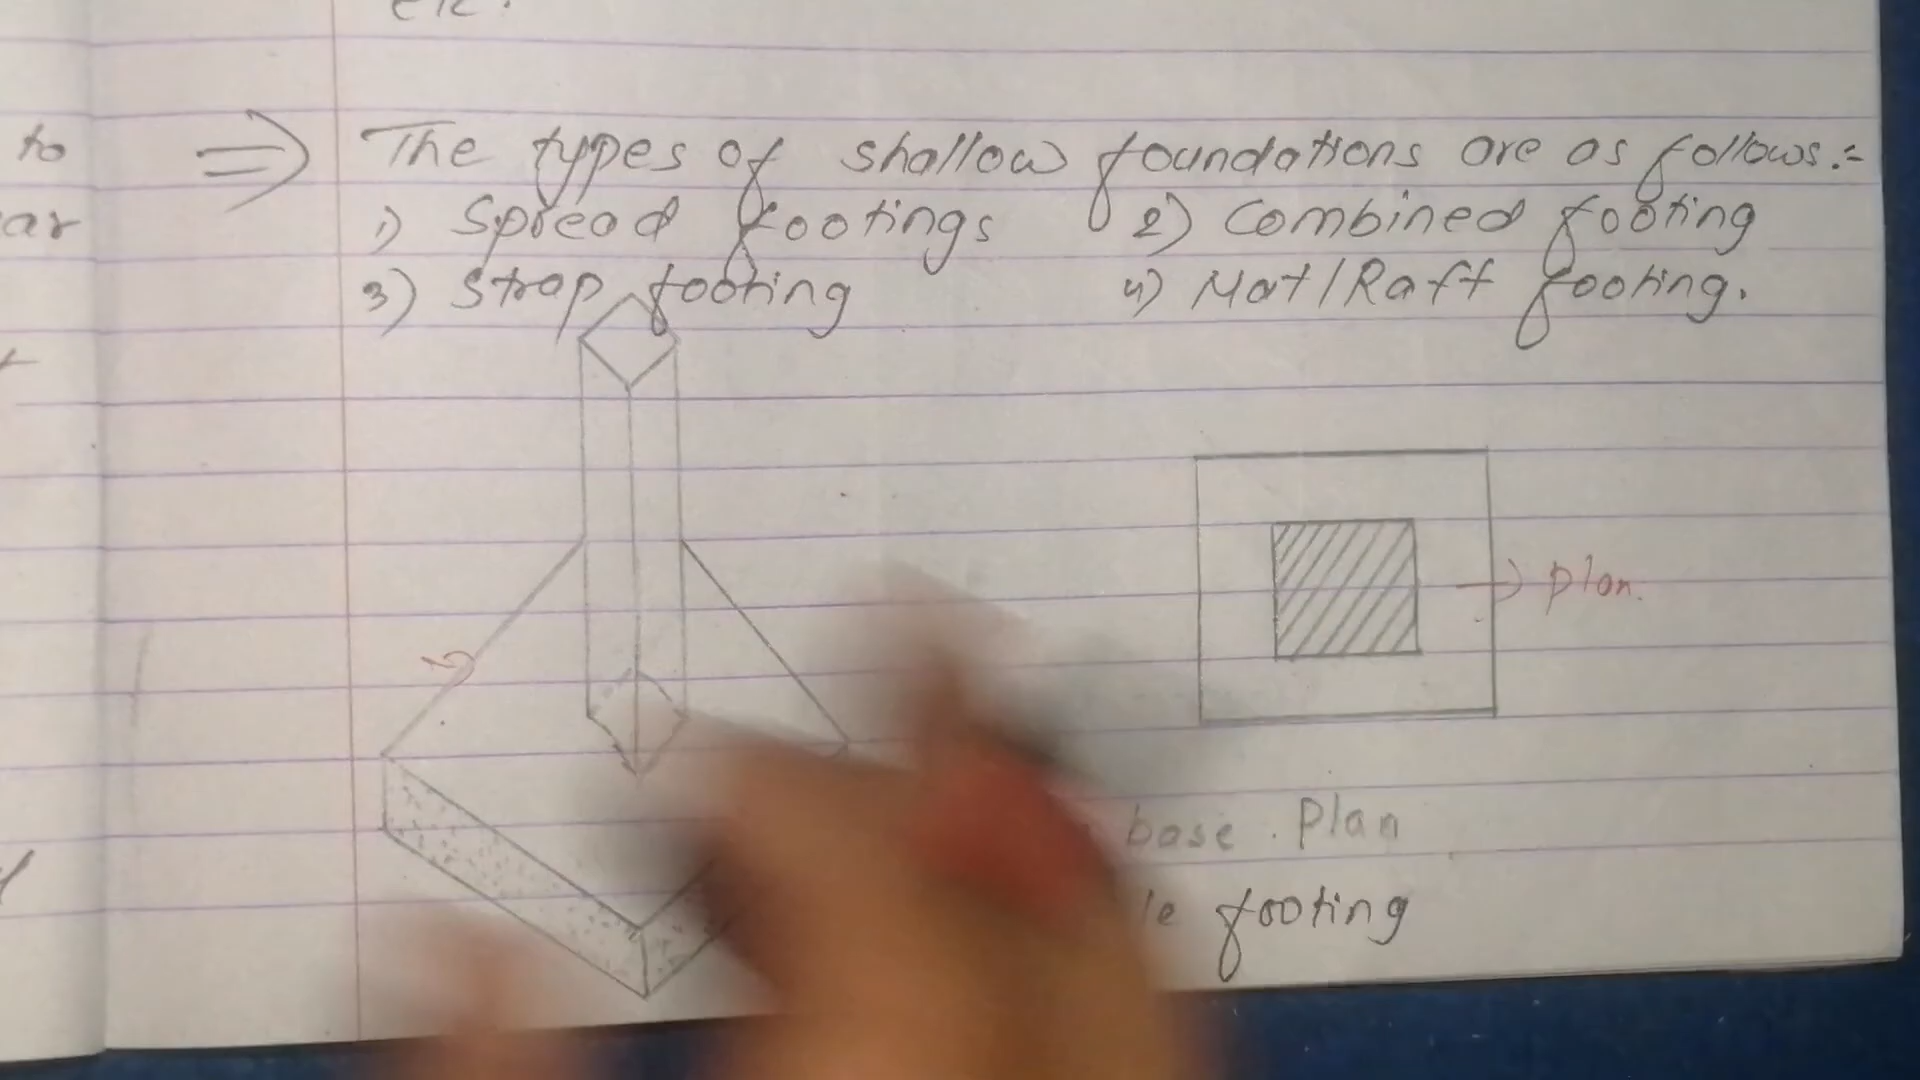 etc.
to
ar
⇒ The types of shallow foundations are as follows:-
1) Spread footings 2) Combined footing
3) Strap footing 4) Mat/Raft footing.
plan.
base. Plan
footing